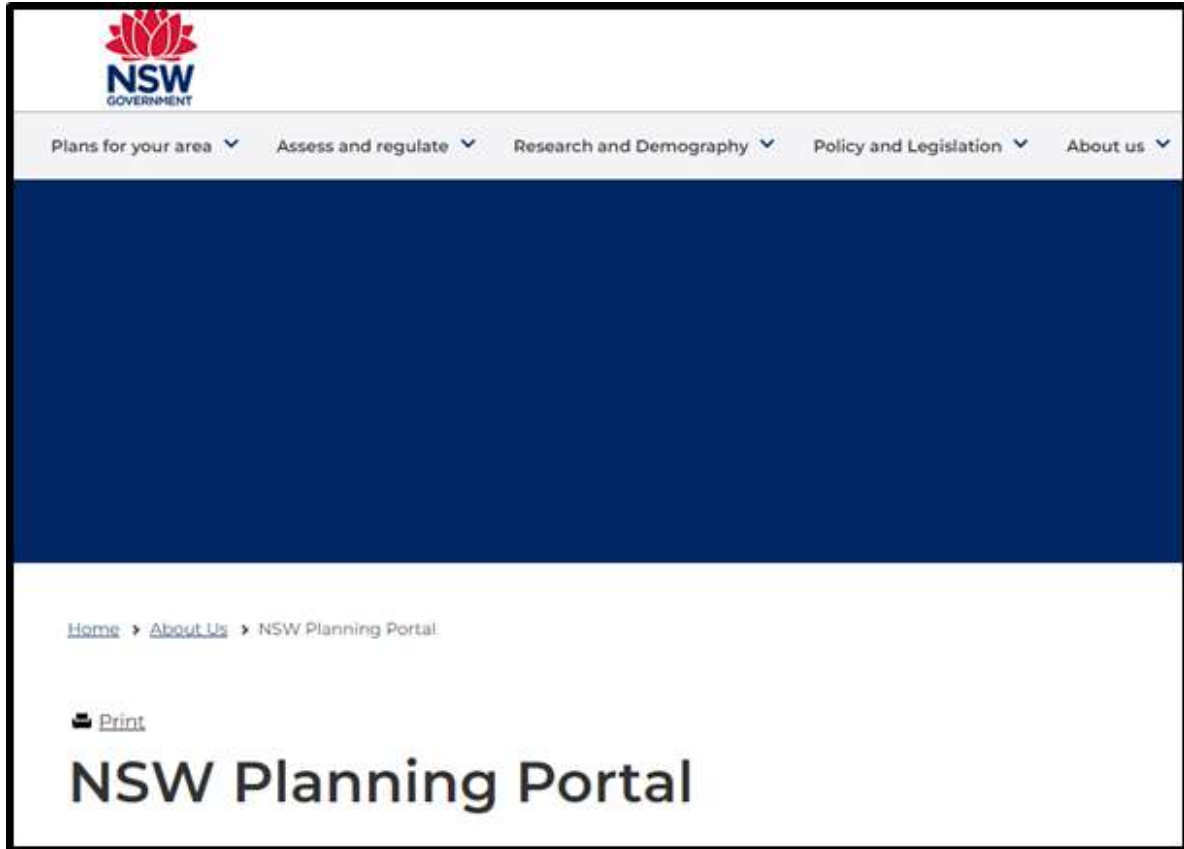 NSW
GOVERNMENT
Plans for your area Assess and regulate Research and Demography Policy and Legislation About us
Home > About Us > NSW Planning Portal
Print
NSW Planning Portal